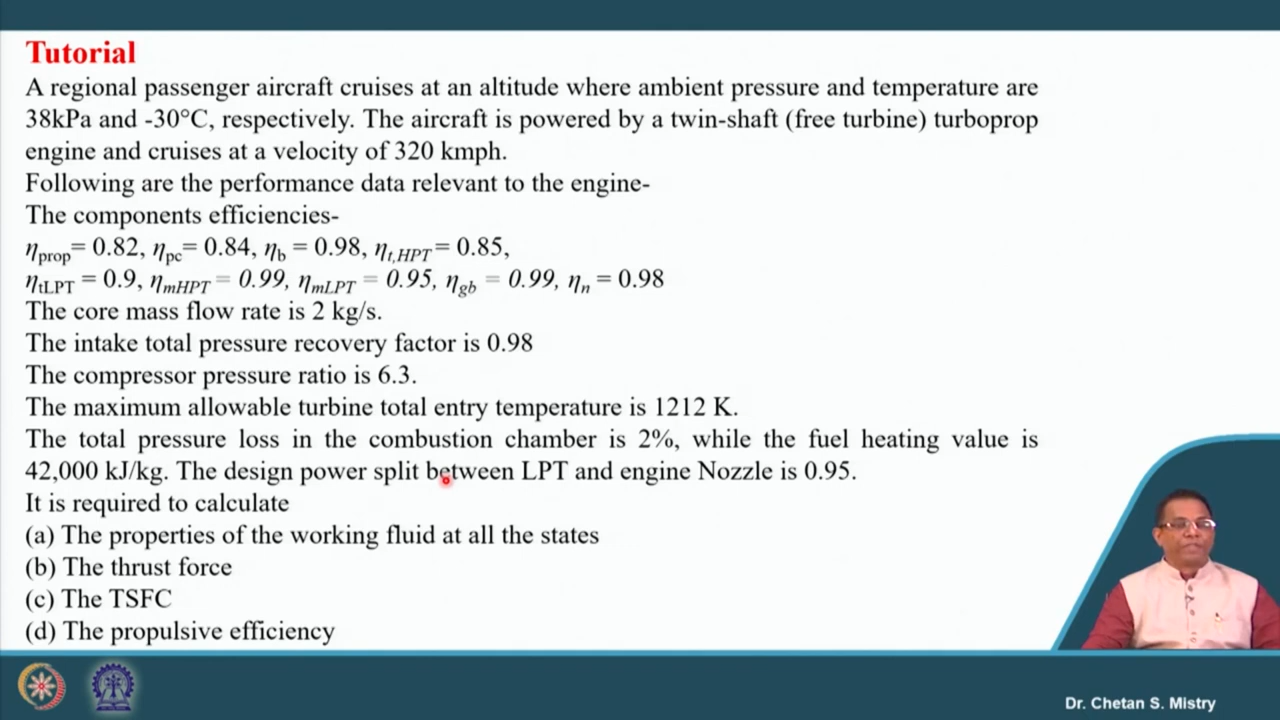 Tutorial
A regional passenger aircraft cruises at an altitude where ambient pressure and temperature are
38kPa and -30°C, respectively. The aircraft is powered by a twin-shaft (free turbine) turboprop
engine and cruises at a velocity of 320 kmph.
Following are the performance data relevant to the engine-
The components efficiencies-
ηprop= 0.82, ηpc= 0.84, ηb = 0.98, ηt,HPT= 0.85,
ηtLPT = 0.9, ηmHPT = 0.99, ηmLPT = 0.95, ηgb = 0.99, ηn = 0.98
The core mass flow rate is 2 kg/s.
The intake total pressure recovery factor is 0.98
The compressor pressure ratio is 6.3.
The maximum allowable turbine total entry temperature is 1212 K.
The total pressure loss in the combustion chamber is 2%, while the fuel heating value is
42,000 kJ/kg. The design power split between LPT and engine Nozzle is 0.95.
It is required to calculate
(a) The properties of the working fluid at all the states
(b) The thrust force
(c) The TSFC
(d) The propulsive efficiency
Dr. Chetan S. Mistry